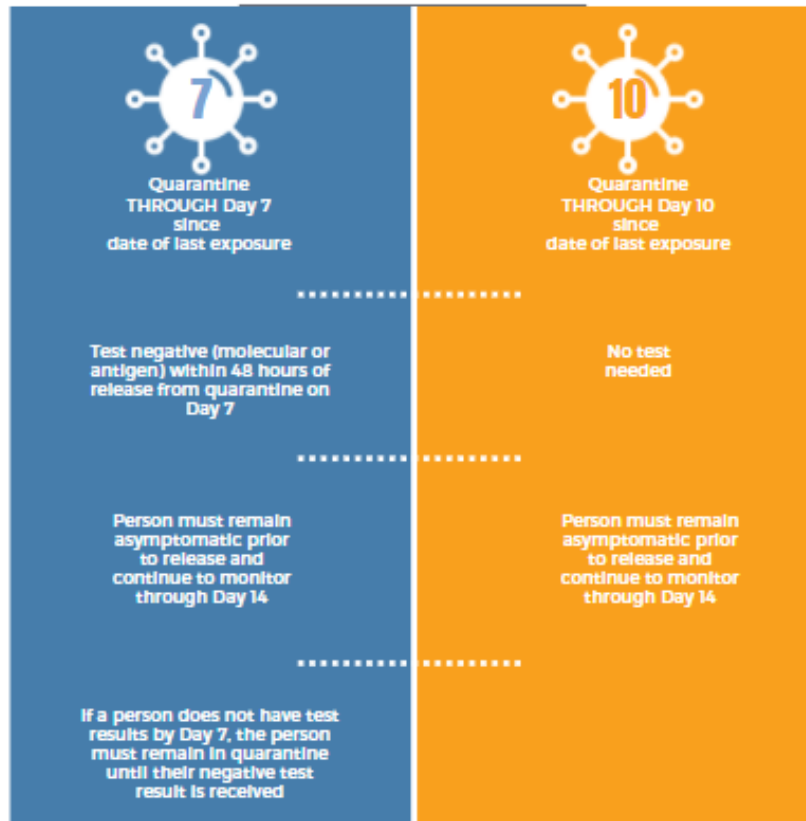 7
Quarantine
THROUGH Day 7
since
date of last exposure
Test negative (molecular or
antigen) within 48 hours of
release from quarantine on
Day 7
Person must remain
asymptomatic prior
to release and
continue to monitor
through Day 14
If a person does not have test
results by Day 7, the person
must remain in quarantine
until their negative test
result is received
10
Quarantine
THROUGH Day 10
since
date of last exposure
No test
needed
Person must remain
asymptomatic prior
to release and
continue to monitor
through Day 14